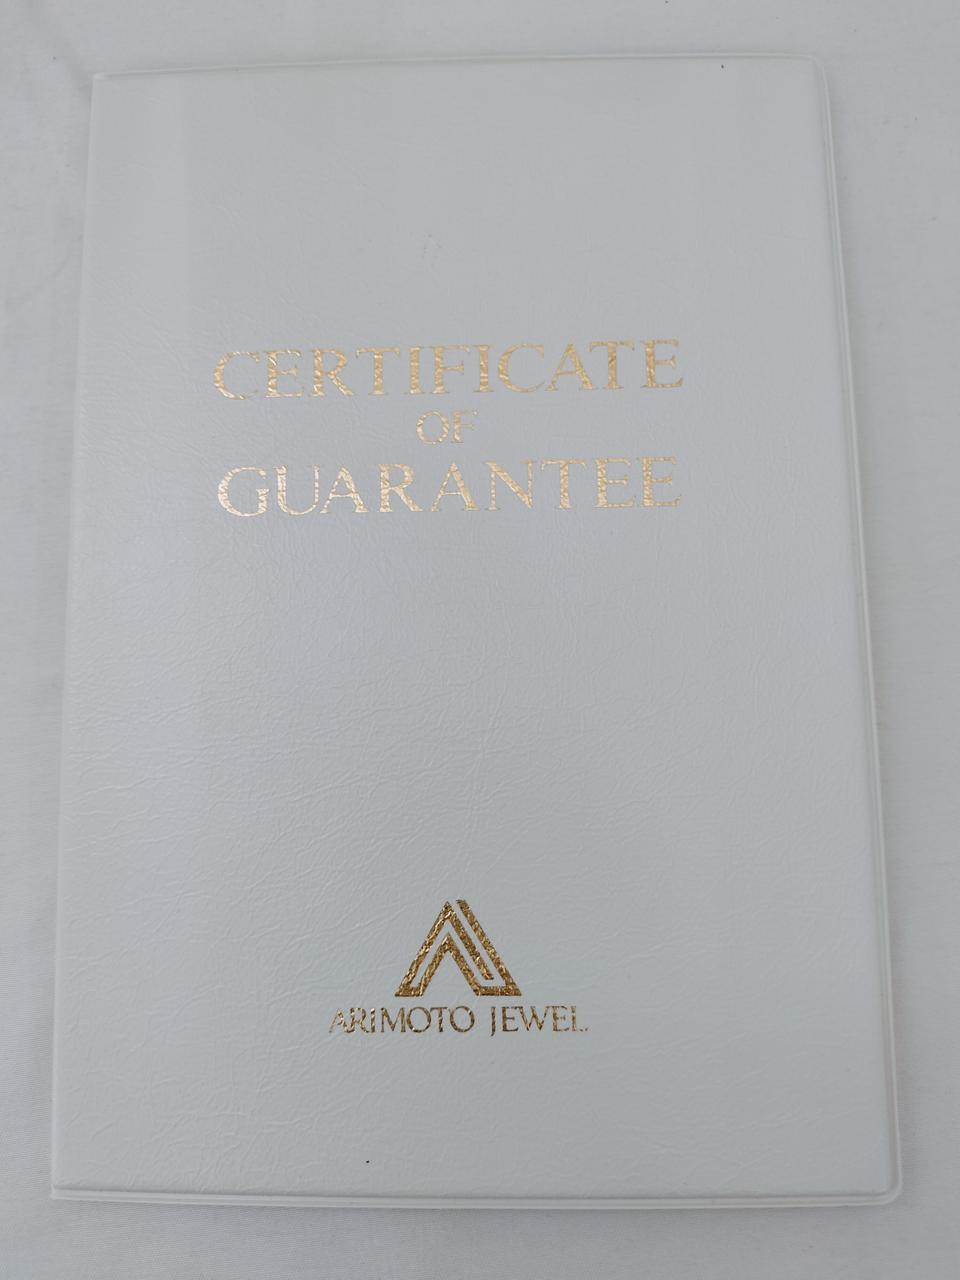 CERTIFICATE
OF
GUARANTEE
ARIMOTO JEWEL